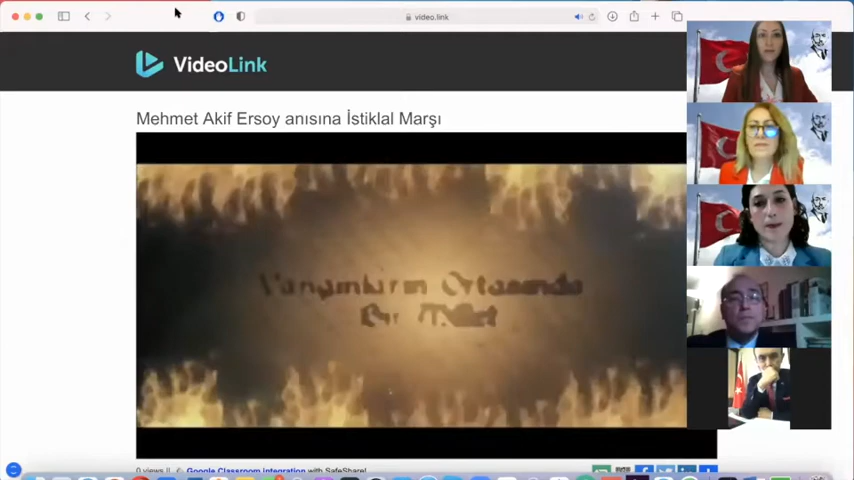 video.link
VideoLink
Mehmet Akif Ersoy anısına İstiklal Marşı
Yangınların Ortasında
Bir Millet
0 views ||
Google Classroom integration with SafeShare!